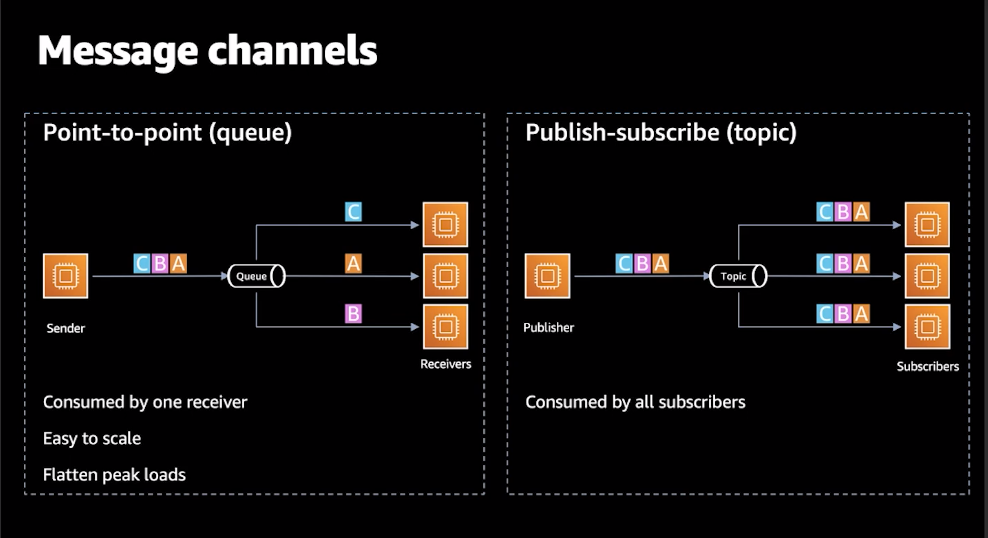 Message channels
Point-to-point (queue)
C
C B A
Queue
A
B
Sender
Receivers
Consumed by one receiver
Easy to scale
Flatten peak loads
Publish-subscribe (topic)
C B A
C B A
Topic
C B A
C B A
Publisher
Subscribers
Consumed by all subscribers